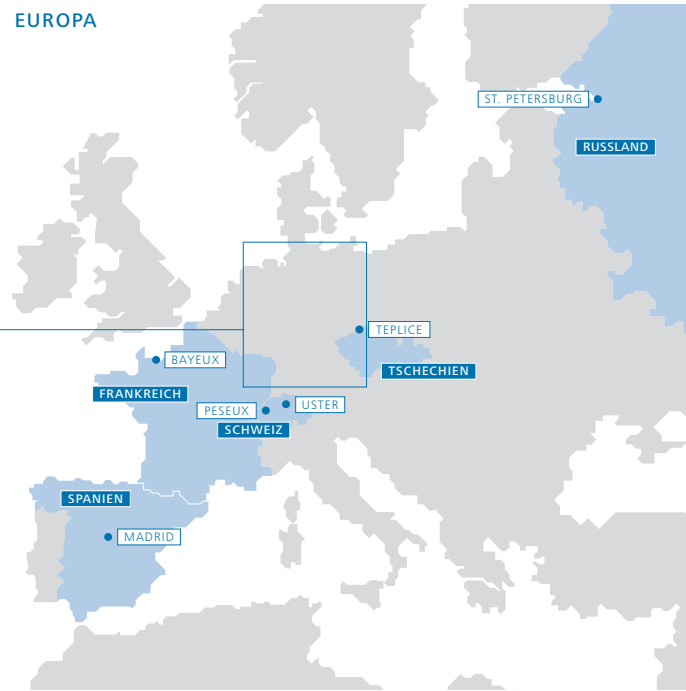 EUROPA
ST. PETERSBURG
RUSSLAND
TEPLICE
BAYEUX
TSCHECHIEN
FRANKREICH
USTER
PESEUX
SCHWEIZ
SPANIEN
MADRID